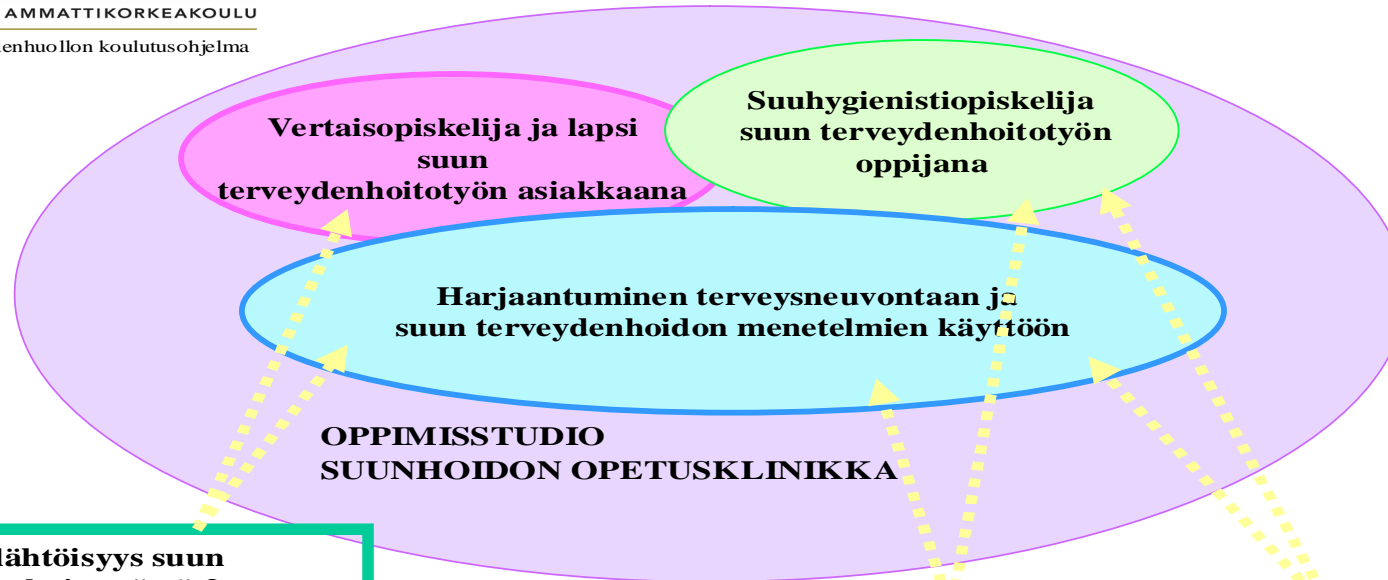 AMMATTIKORKEAKOULU
enhuollon koulutusohjelma
Vertaisopiskelija ja lapsi
suun
terveydenhoitotyön asiakkaana
Suuhygienistiopiskelija
suun terveydenhoitotyön
oppijana
Harjaantuminen terveysneuvontaan ja
suun terveydenhoidon menetelmien käyttöön
OPPIMISSTUDIO
SUUNHOIDON OPETUSKLINIKKA
lähtöisyys suun